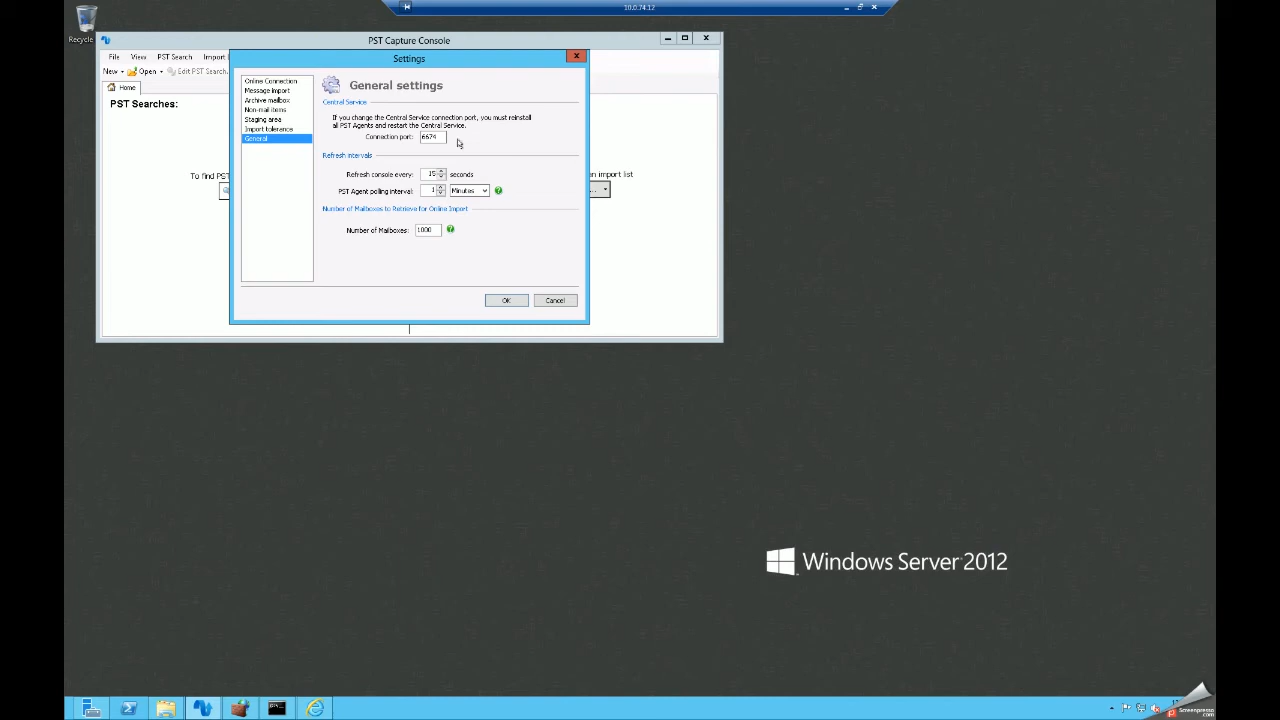 10.0.74.12
Recycle
PST Capture Console
File View PST Search Import
New Open Edit PST Search
Home
PST Searches:
To find PST
an import list
...
Settings
Online Connection
Message import
Archive mailbox
Non-mail items
Staging area
Import tolerance
General
General settings
Central Service
If you change the Central Service connection port, you must reinstall
all PST Agents and restart the Central Service.
Connection port: 6674
Refresh Intervals
Refresh console every: 15 seconds
PST Agent polling interval: 1 Minutes
Number of Mailboxes to Retrieve for Online Import
Number of Mailboxes: 1000
OK Cancel
Windows Server 2012
Screenpresso
.com